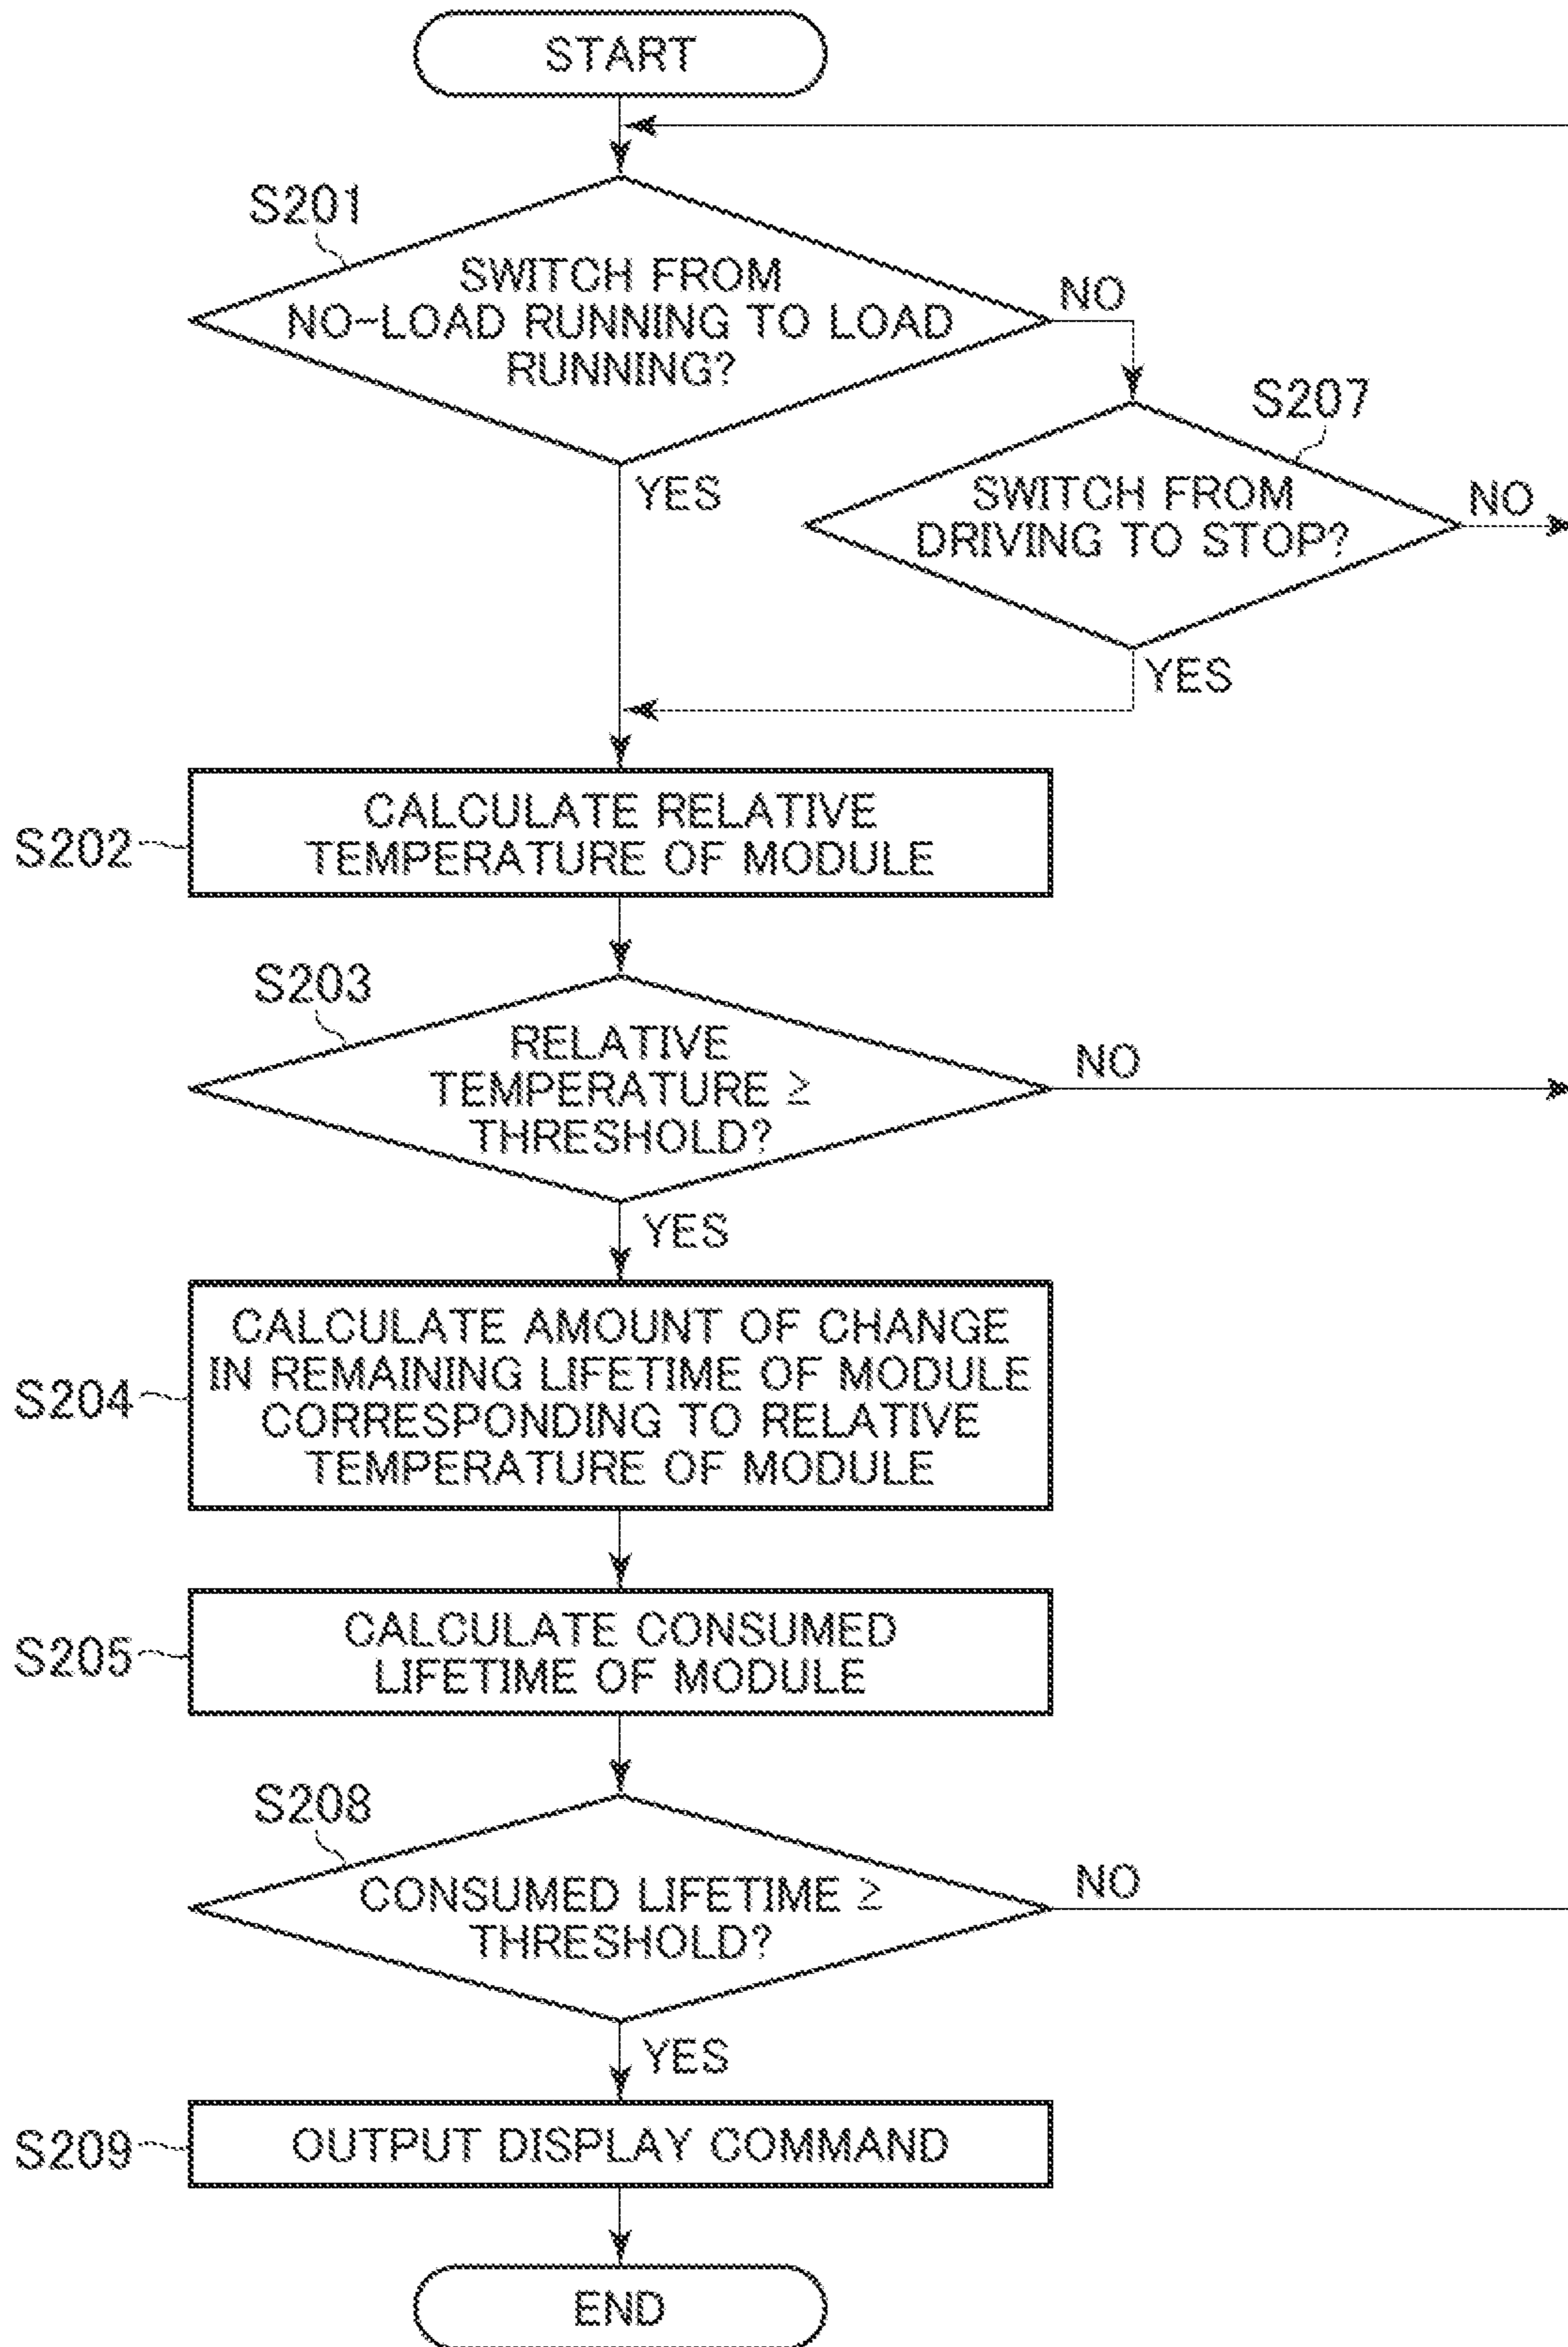 START
S201
SWITCH FROM
NO-LOAD RUNNING TO LOAD
RUNNING?
NO
YES
S207
SWITCH FROM
DRIVING TO STOP?
NO
YES
S202
CALCULATE RELATIVE
TEMPERATURE OF MODULE
S203
RELATIVE
TEMPERATURE ≥
THRESHOLD?
NO
YES
S204
CALCULATE AMOUNT OF CHANGE
IN REMAINING LIFETIME OF MODULE
CORRESPONDING TO RELATIVE
TEMPERATURE OF MODULE
S205
CALCULATE CONSUMED
LIFETIME OF MODULE
S208
CONSUMED LIFETIME ≥
THRESHOLD?
NO
YES
S209
OUTPUT DISPLAY COMMAND
END